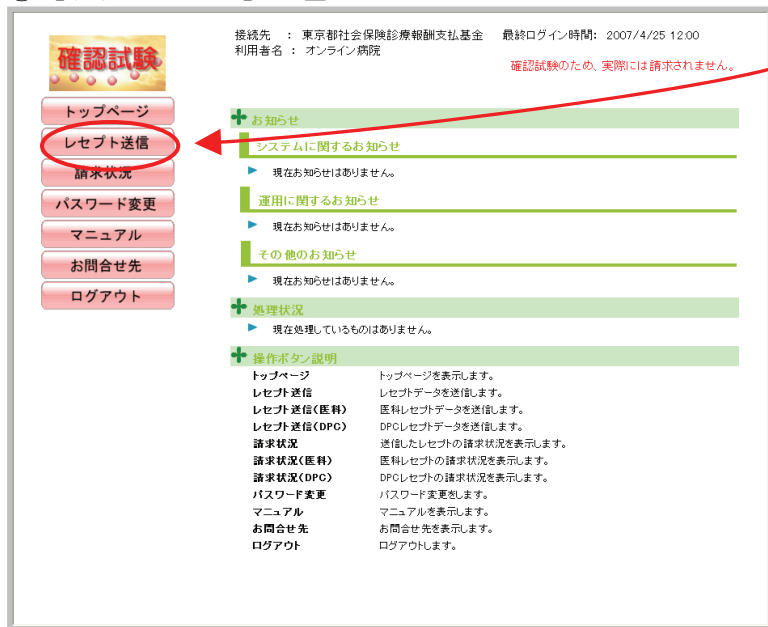 確認試験
接続先 : 東京都社会保険診療報酬支払基金 最終ログイン時間: 2007/4/25 12:00
利用者名 : オンライン病院
確認試験のため、実際には請求されません。
トップページ
レセプト送信
請求状況
パスワード変更
マニュアル
お問合せ先
ログアウト
お知らせ
システムに関するお知らせ
現在お知らせはありません。
運用に関するお知らせ
現在お知らせはありません。
その他のお知らせ
現在お知らせはありません。
処理状況
現在処理しているものはありません。
操作ボタン説明
トップページ トップページを表示します。
レセプト送信 レセプトデータを送信します。
レセプト送信(医科) 医科レセプトデータを送信します。
レセプト送信(DPC) DPCレセプトデータを送信します。
請求状況 送信したレセプトの請求状況を表示します。
請求状況(医科) 医科レセプトの請求状況を表示します。
請求状況(DPC) DPCレセプトの請求状況を表示します。
パスワード変更 パスワード変更をします。
マニュアル マニュアルを表示します。
お問合せ先 お問合せ先を表示します。
ログアウト ログアウトします。